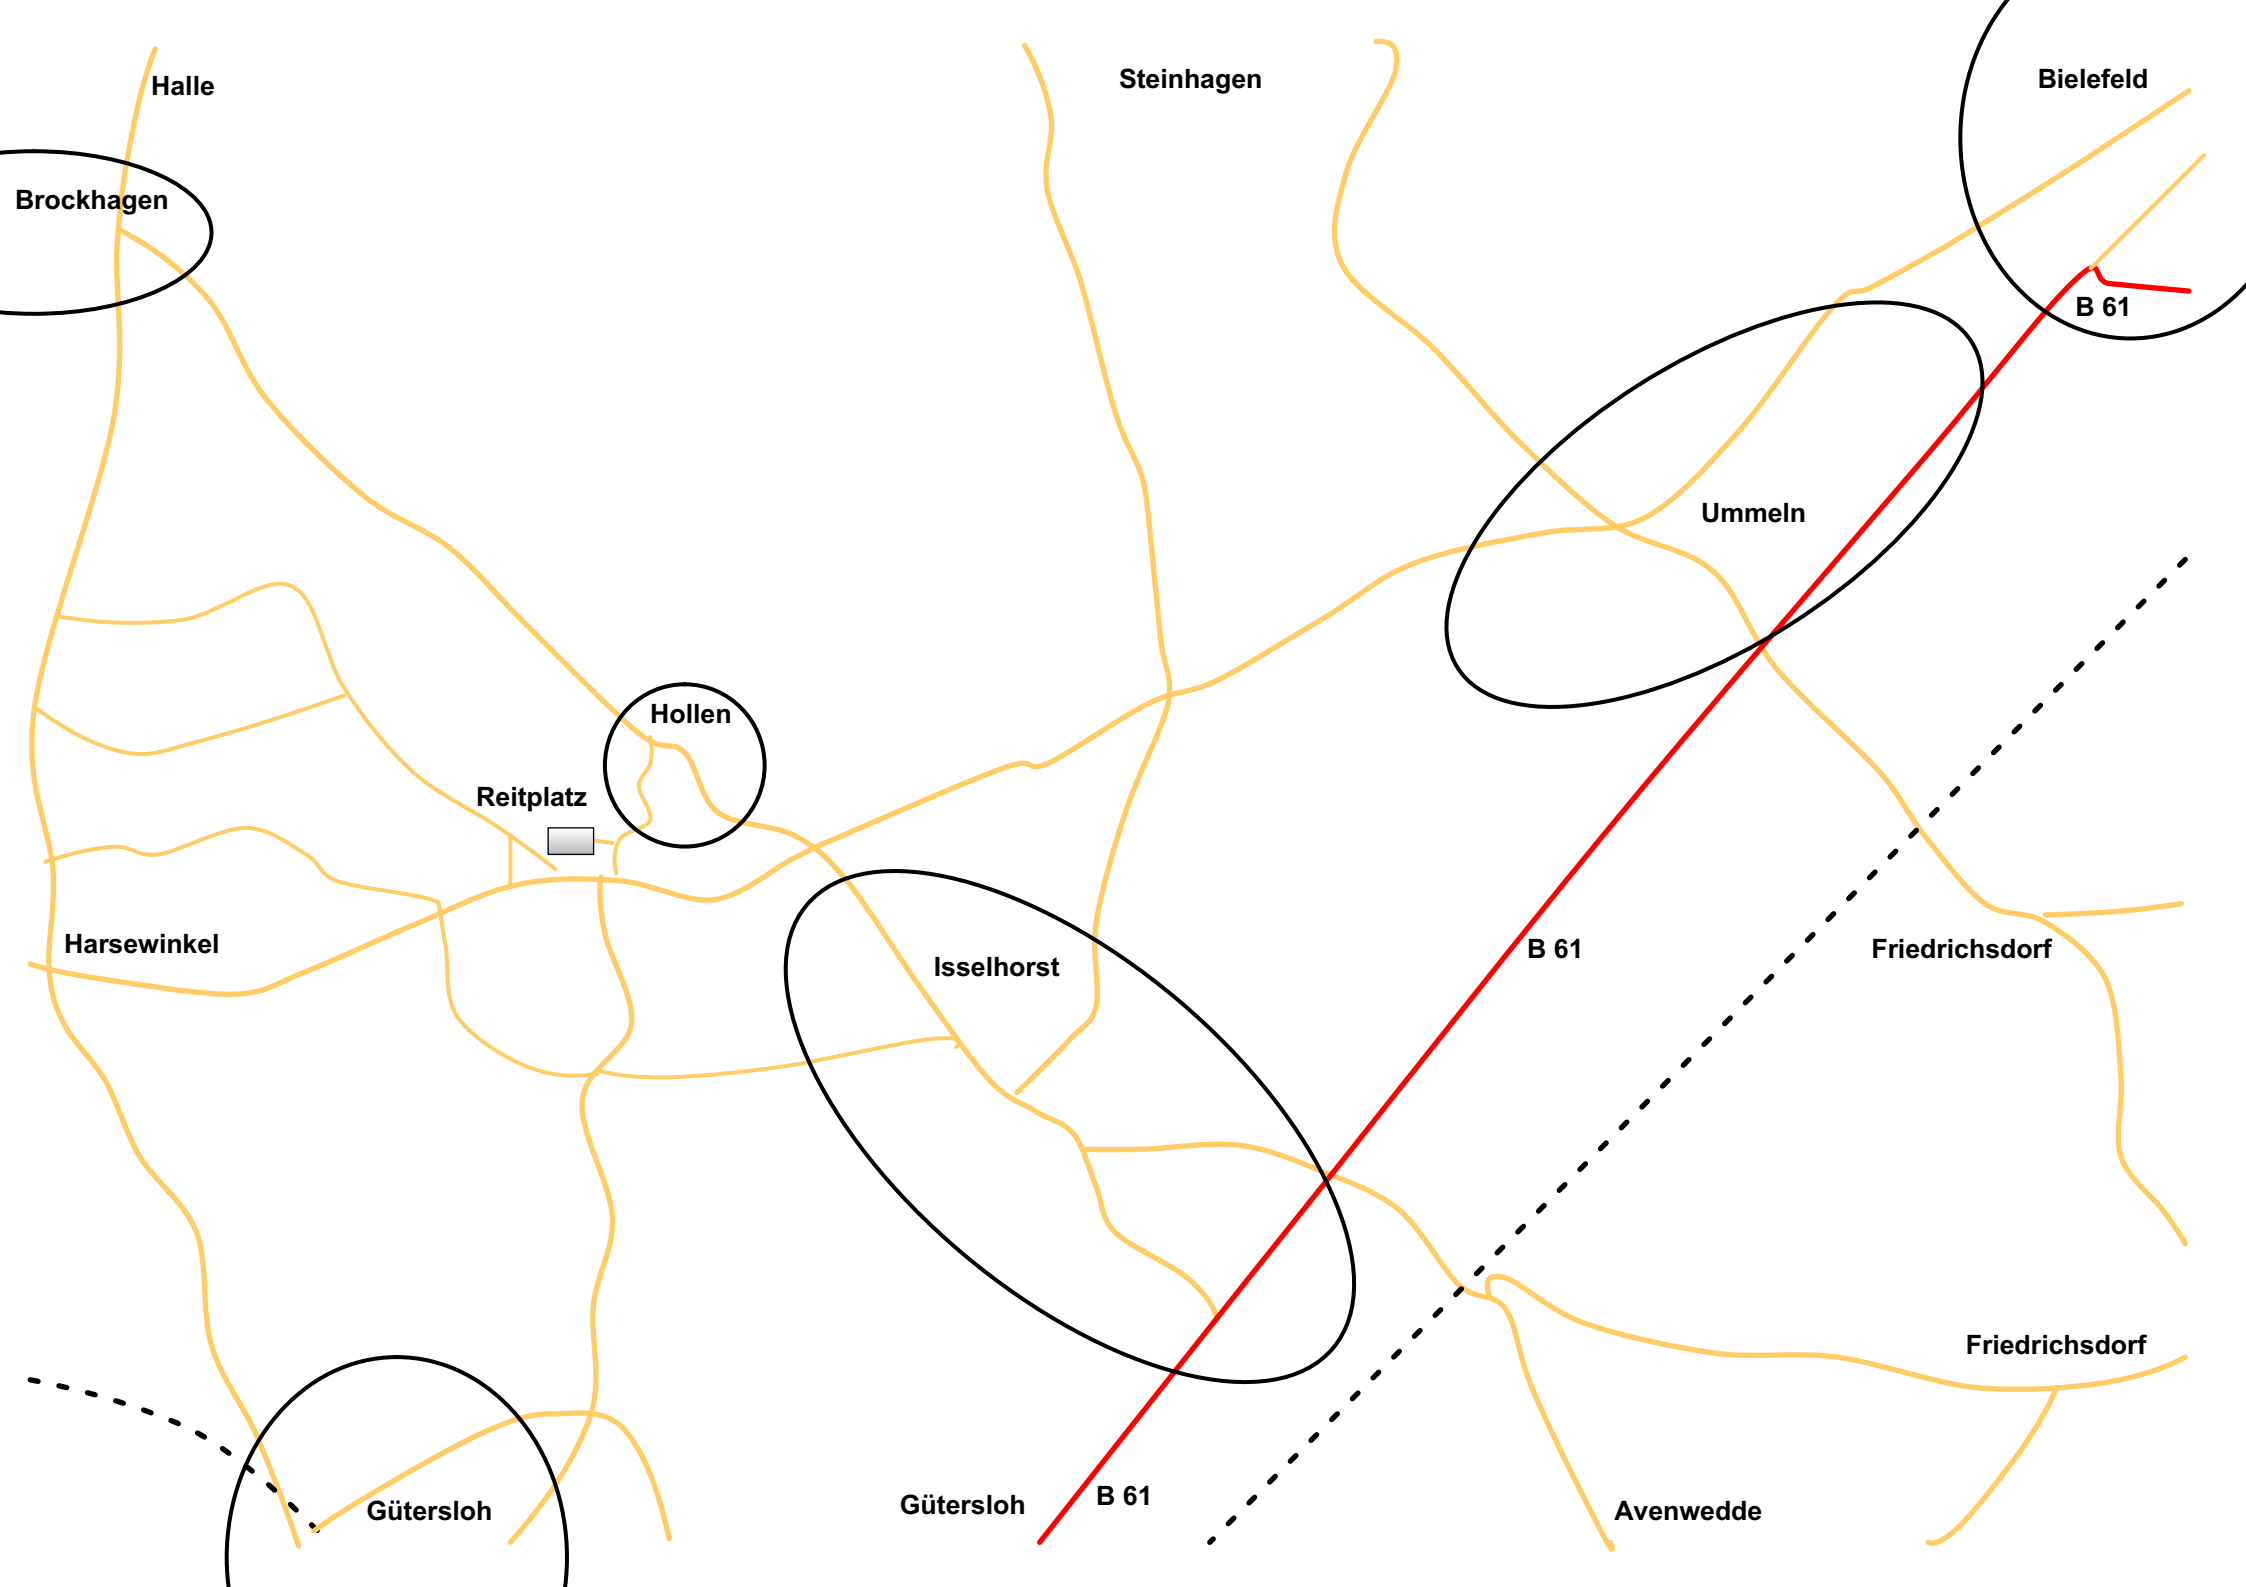 Halle
Steinhagen
Bielefeld
Brockhagen
B 61
Ummeln
Hollen
Reitplatz
Harsewinkel
Isselhorst
B 61
Friedrichsdorf
Friedrichsdorf
Gütersloh
Gütersloh
B 61
Avenwedde